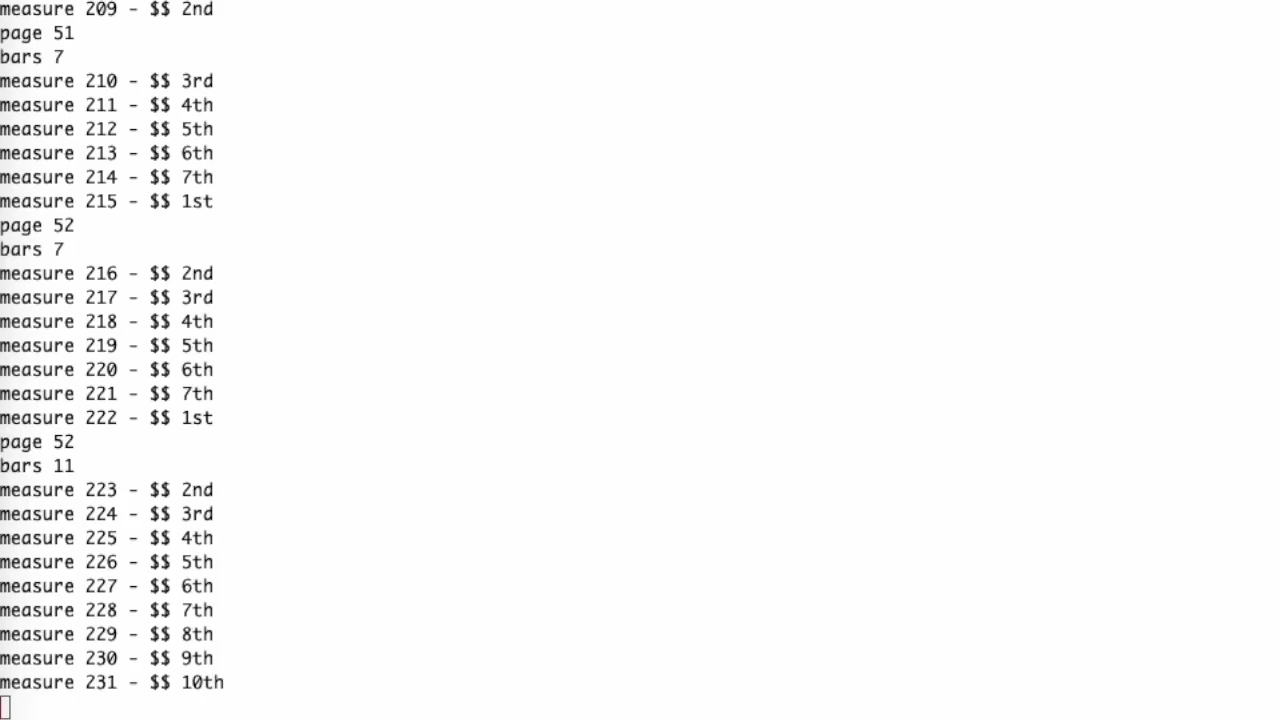 measure 209 - $$ 2nd
page 51
bars 7
measure 210 - $$ 3rd
measure 211 - $$ 4th
measure 212 - $$ 5th
measure 213 - $$ 6th
measure 214 - $$ 7th
measure 215 - $$ 1st
page 52
bars 7
measure 216 - $$ 2nd
measure 217 - $$ 3rd
measure 218 - $$ 4th
measure 219 - $$ 5th
measure 220 - $$ 6th
measure 221 - $$ 7th
measure 222 - $$ 1st
page 52
bars 11
measure 223 - $$ 2nd
measure 224 - $$ 3rd
measure 225 - $$ 4th
measure 226 - $$ 5th
measure 227 - $$ 6th
measure 228 - $$ 7th
measure 229 - $$ 8th
measure 230 - $$ 9th
measure 231 - $$ 10th